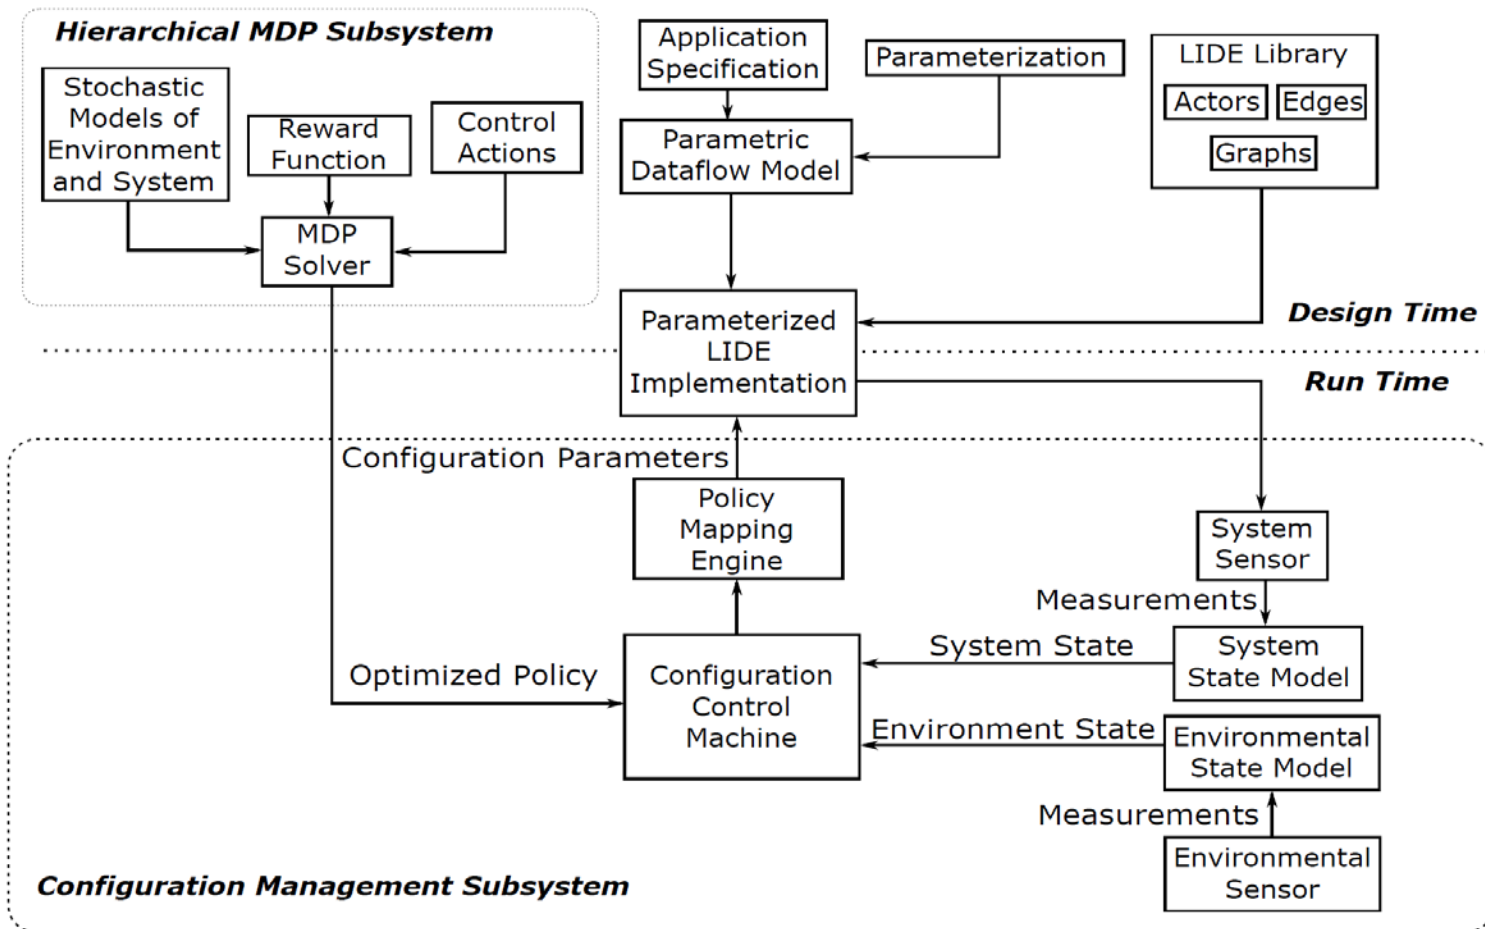 Hierarchical MDP Subsystem
Stochastic
Models of
Environment
and System
Reward
Function
Control
Actions
MDP
Solver
Application
Specification
Parameterization
Parametric
Dataflow Model
LIDE Library
Actors
Edges
Graphs
Parameterized
LIDE
Implementation
Design Time
Run Time
Configuration Parameters
Policy
Mapping
Engine
System
Sensor
Measurements
System State
System
State Model
Optimized Policy
Configuration
Control
Machine
Environment State
Environmental
State Model
Measurements
Environmental
Sensor
Configuration Management Subsystem